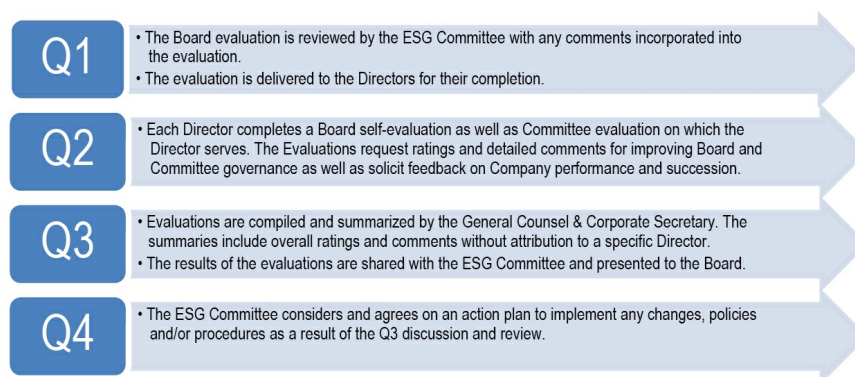 Q1
• The Board evaluation is reviewed by the ESG Committee with any comments incorporated into
the evaluation.
• The evaluation is delivered to the Directors for their completion.
Q2
• Each Director completes a Board self-evaluation as well as Committee evaluation on which the
Director serves. The Evaluations request ratings and detailed comments for improving Board and
Committee governance as well as solicit feedback on Company performance and succession.
Q3
• Evaluations are compiled and summarized by the General Counsel & Corporate Secretary. The
summaries include overall ratings and comments without attribution to a specific Director.
• The results of the evaluations are shared with the ESG Committee and presented to the Board.
Q4
• The ESG Committee considers and agrees on an action plan to implement any changes, policies
and/or procedures as a result of the Q3 discussion and review.